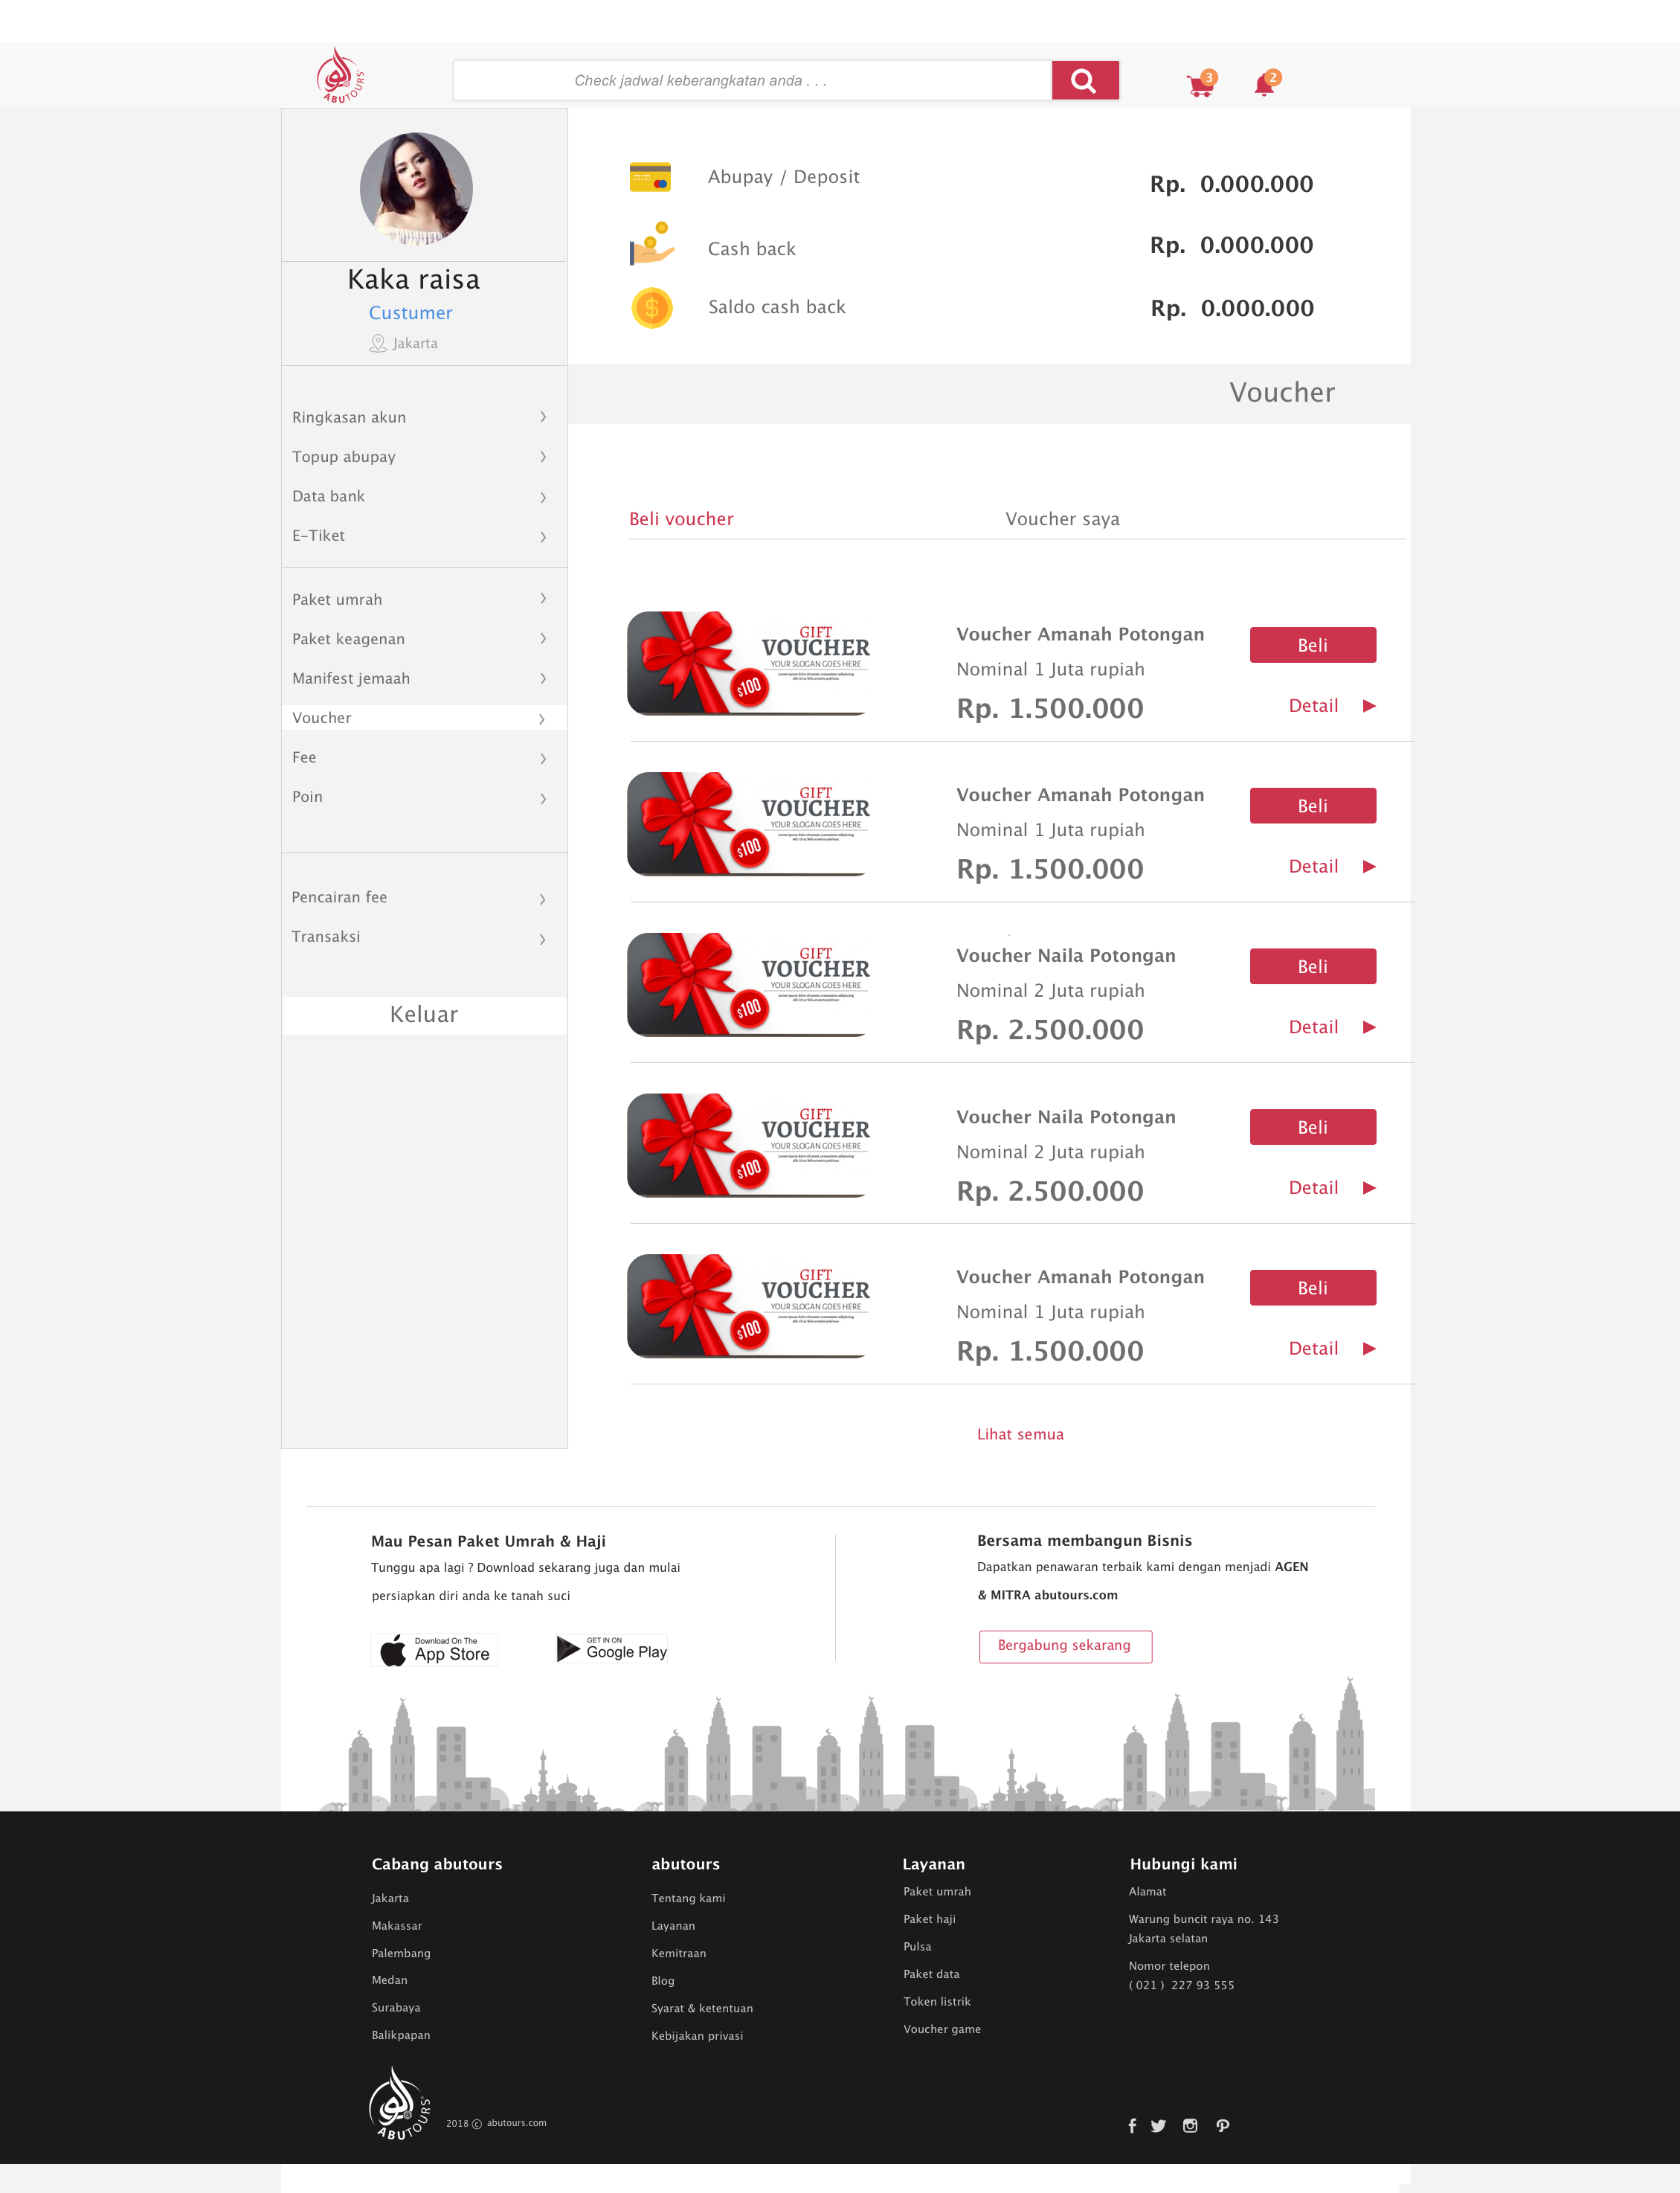 ABUTOURS
Check jadwal keberangkatan anda . . .
3
2
Kaka raisa
Custumer
Jakarta
Ringkasan akun
Topup abupay
Data bank
E-Tiket
Paket umrah
Paket keagenan
Manifest jemaah
Voucher
Fee
Poin
Pencairan fee
Transaksi
Keluar
Abupay / Deposit
Rp. 0.000.000
Cash back
Rp. 0.000.000
Saldo cash back
Rp. 0.000.000
Voucher
Beli voucher
Voucher saya
GIFT
VOUCHER
YOUR SLOGAN GOES HERE
$100
Voucher Amanah Potongan
Nominal 1 Juta rupiah
Rp. 1.500.000
Beli
Detail
GIFT
VOUCHER
YOUR SLOGAN GOES HERE
$100
Voucher Amanah Potongan
Nominal 1 Juta rupiah
Rp. 1.500.000
Beli
Detail
GIFT
VOUCHER
YOUR SLOGAN GOES HERE
$100
Voucher Naila Potongan
Nominal 2 Juta rupiah
Rp. 2.500.000
Beli
Detail
GIFT
VOUCHER
YOUR SLOGAN GOES HERE
$100
Voucher Naila Potongan
Nominal 2 Juta rupiah
Rp. 2.500.000
Beli
Detail
GIFT
VOUCHER
YOUR SLOGAN GOES HERE
$100
Voucher Amanah Potongan
Nominal 1 Juta rupiah
Rp. 1.500.000
Beli
Detail
Lihat semua
Mau Pesan Paket Umrah & Haji
Tunggu apa lagi ? Download sekarang juga dan mulai
persiapkan diri anda ke tanah suci
Download On The
App Store
GET IN ON
Google Play
Bersama membangun Bisnis
Dapatkan penawaran terbaik kami dengan menjadi AGEN
& MITRA abutours.com
Bergabung sekarang
Cabang abutours
Jakarta
Makassar
Palembang
Medan
Surabaya
Balikpapan
abutours
Tentang kami
Layanan
Kemitraan
Blog
Syarat & ketentuan
Kebijakan privasi
Layanan
Paket umrah
Paket haji
Pulsa
Paket data
Token listrik
Voucher game
Hubungi kami
Alamat
Warung buncit raya no. 143
Jakarta selatan
Nomor telepon
( 021 ) 227 93 555
ABUTOURS
2018 © abutours.com